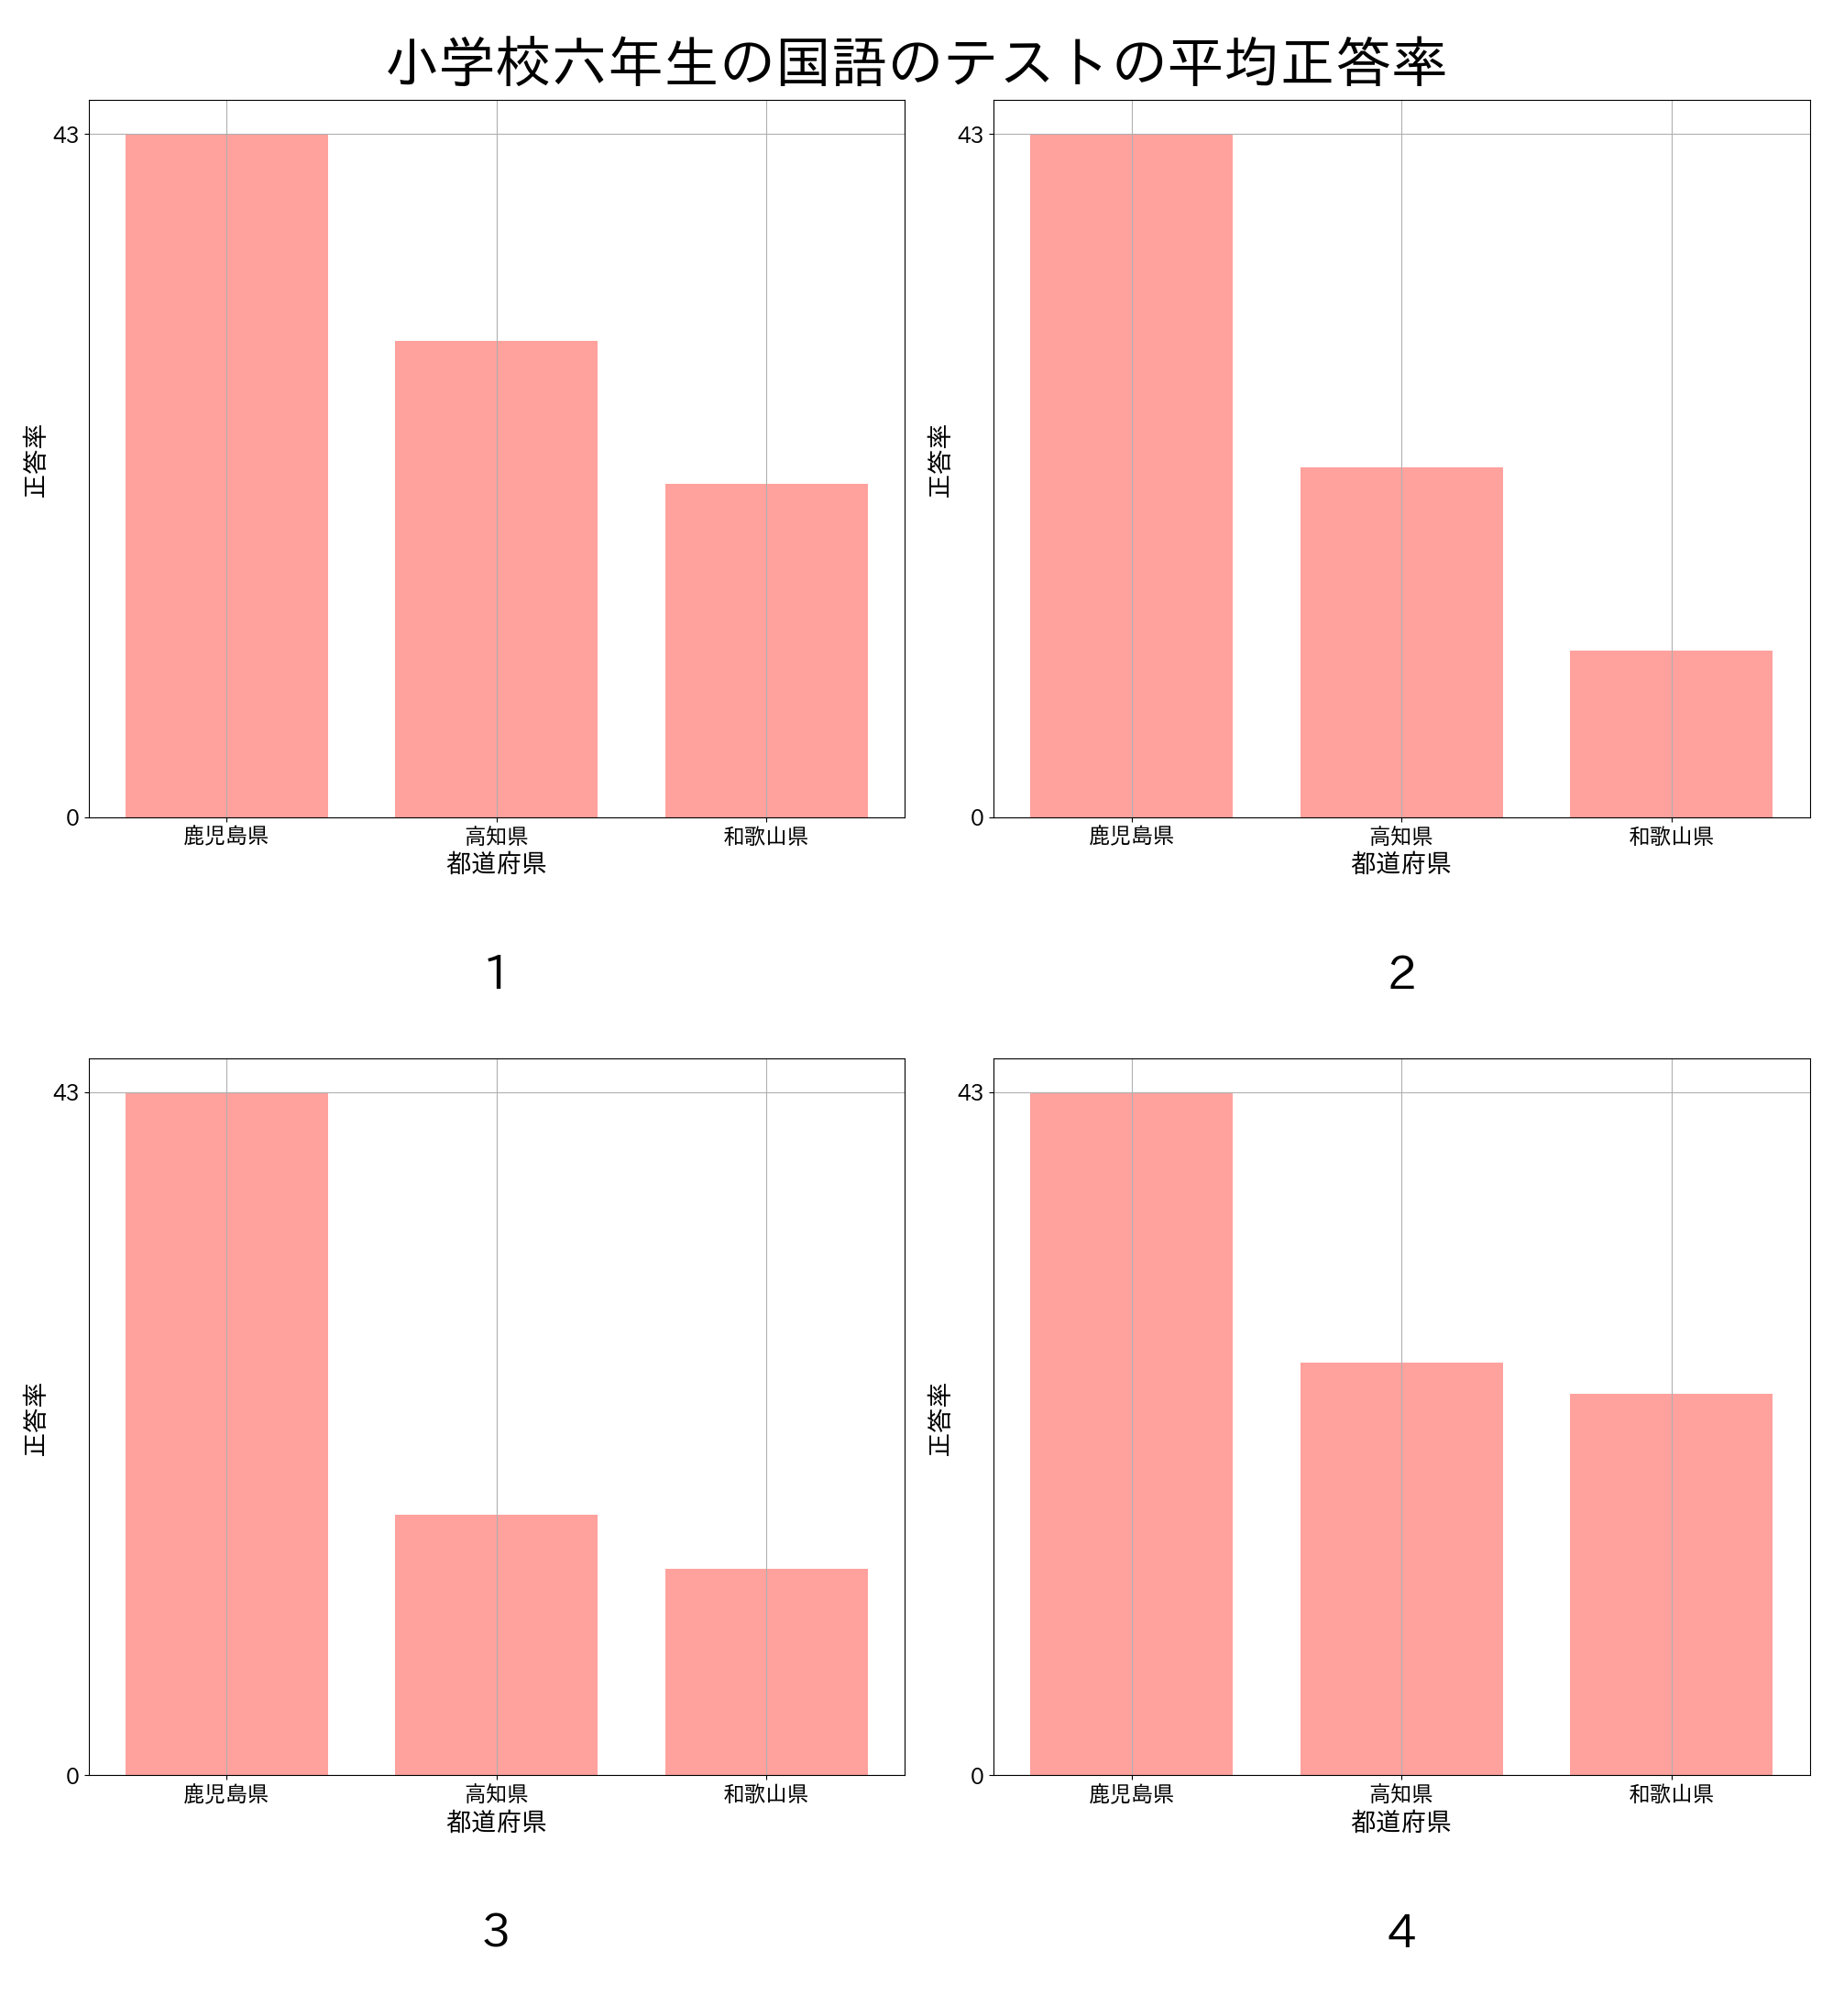 小学校六年生の国語のテストの平均正答率
43
0
正答率
鹿児島県
高知県
和歌山県
都道府県
1
43
0
正答率
鹿児島県
高知県
和歌山県
都道府県
2
43
0
正答率
鹿児島県
高知県
和歌山県
都道府県
3
43
0
正答率
鹿児島県
高知県
和歌山県
都道府県
4